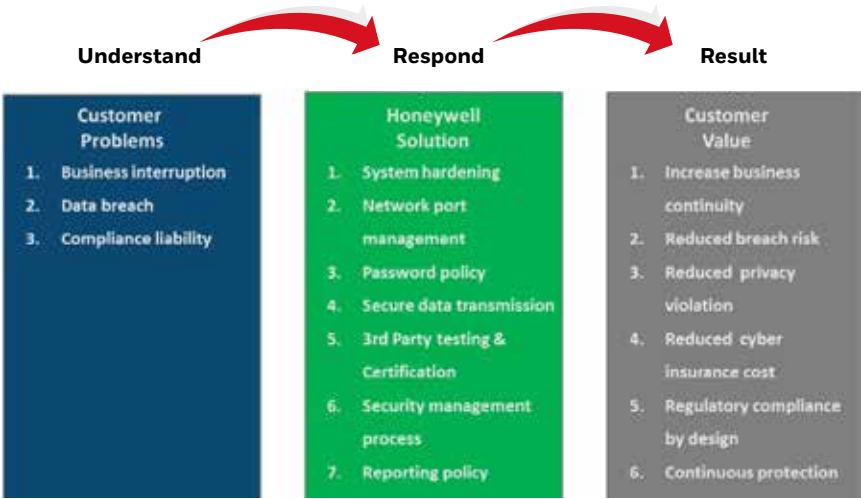 Understand
Respond
Result
Customer
Problems
1. Business interruption
2. Data breach
3. Compliance liability
Honeywell
Solution
1. System hardening
2. Network port
management
3. Password policy
4. Secure data transmission
5. 3rd Party testing &
Certification
6. Security management
process
7. Reporting policy
Customer
Value
1. Increase business
continuity
2. Reduced breach risk
3. Reduced privacy
violation
4. Reduced cyber
insurance cost
5. Regulatory compliance
by design
6. Continuous protection